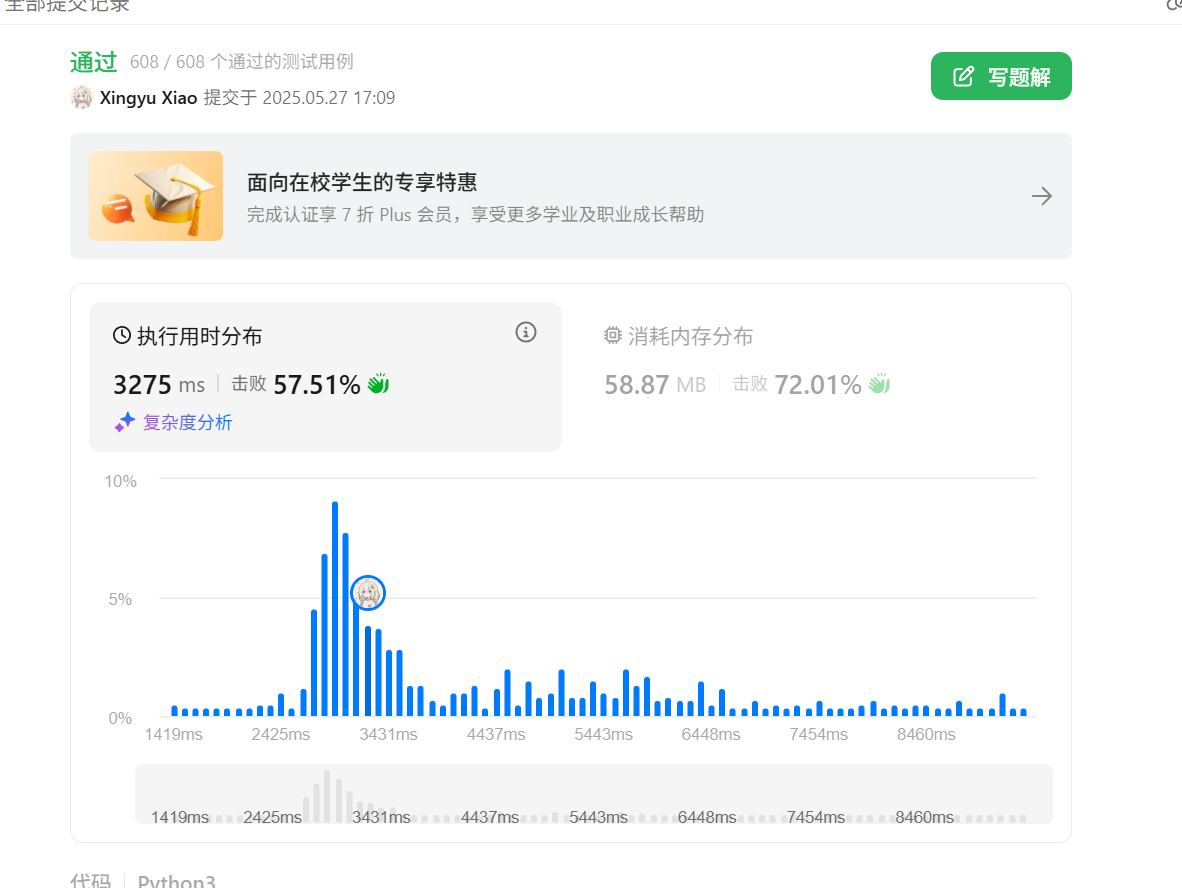 全部提交记录
通过 608 / 608 个通过的测试用例
Xingyu Xiao 提交于 2025.05.27 17:09
写题解
面向在校学生的专享特惠
完成认证享 7 折 Plus 会员，享受更多学业及职业成长帮助
执行用时分布
3275 ms 击败 57.51%
复杂度分析
消耗内存分布
58.87 MB 击败 72.01%
10%
5%
0%
1419ms 2425ms 3431ms 4437ms 5443ms 6448ms 7454ms 8460ms
1419ms 2425ms 3431ms 4437ms 5443ms 6448ms 7454ms 8460ms
代码 Python3